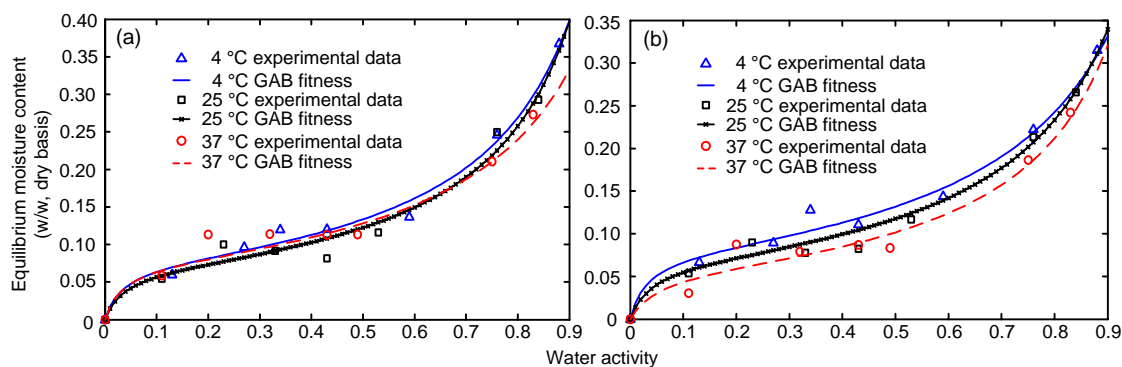 (a)
4 °C experimental data
4 °C GAB fitness
25 °C experimental data
25 °C GAB fitness
37 °C experimental data
37 °C GAB fitness
0.40
0.35
0.30
0.25
0.20
0.15
0.10
0.05
0
0 0.1 0.2 0.3 0.4 0.5 0.6 0.7 0.8 0.9
Equilibrium moisture content
(w/w, dry basis)
(b)
4 °C experimental data
4 °C GAB fitness
25 °C experimental data
25 °C GAB fitness
37 °C experimental data
37 °C GAB fitness
0.35
0.30
0.25
0.20
0.15
0.10
0.05
0
0 0.1 0.2 0.3 0.4 0.5 0.6 0.7 0.8 0.9
Water activity